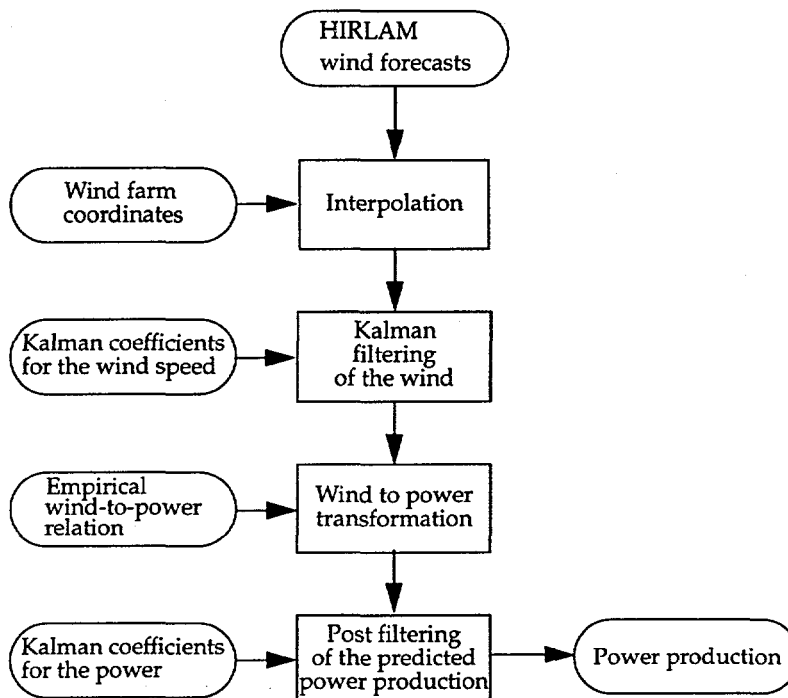 HIRLAM
wind forecasts
Wind farm
coordinates
Interpolation
Kalman coefficients
for the wind speed
Kalman
filtering
of the wind
Empirical
wind-to-power
relation
Wind to power
transformation
Kalman coefficients
for the power
Post filtering
of the predicted
power production
Power production